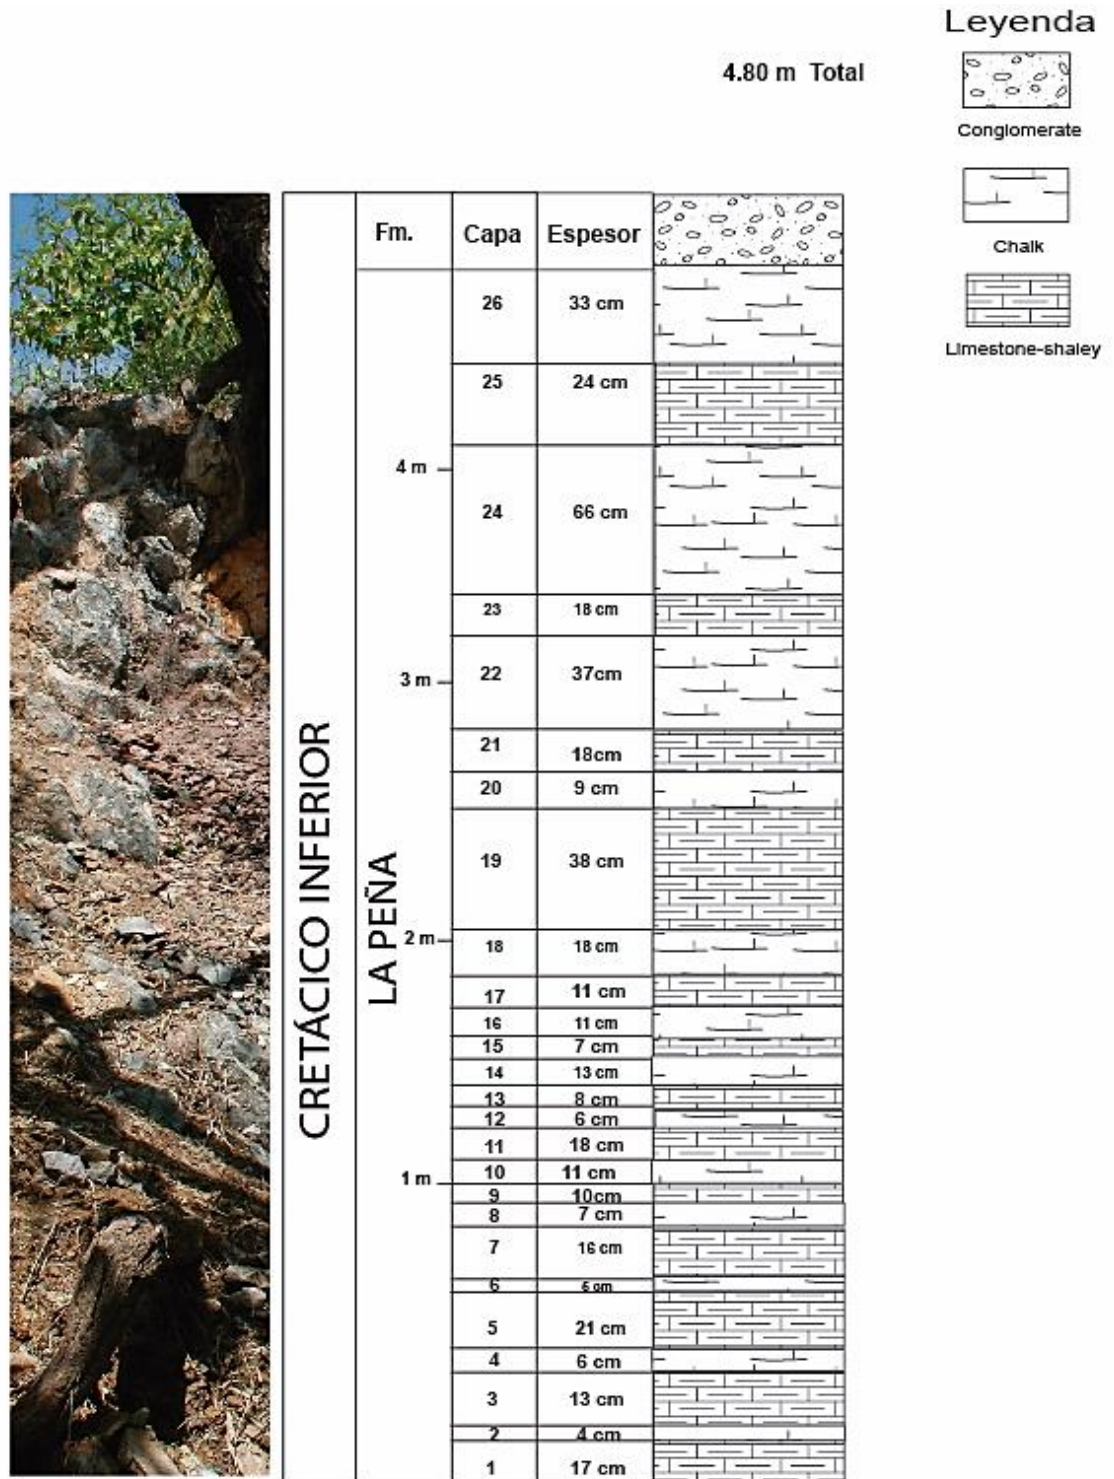 Leyenda
4.80 m Total
Conglomerate
Chalk
Limestone-shaley
Fm. Capa Espesor
CRETÁCICO INFERIOR
LA PEÑA
26 33 cm
25 24 cm
4 m
24 66 cm
23 18 cm
3 m
22 37cm
21 18cm
20 9 cm
19 38 cm
2 m
18 18 cm
17 11 cm
16 11 cm
15 7 cm
14 13 cm
13 8 cm
12 6 cm
11 18 cm
1 m
10 11 cm
9 10cm
8 7 cm
7 16 cm
6 5 cm
5 21 cm
4 6 cm
3 13 cm
2 4 cm
1 17 cm